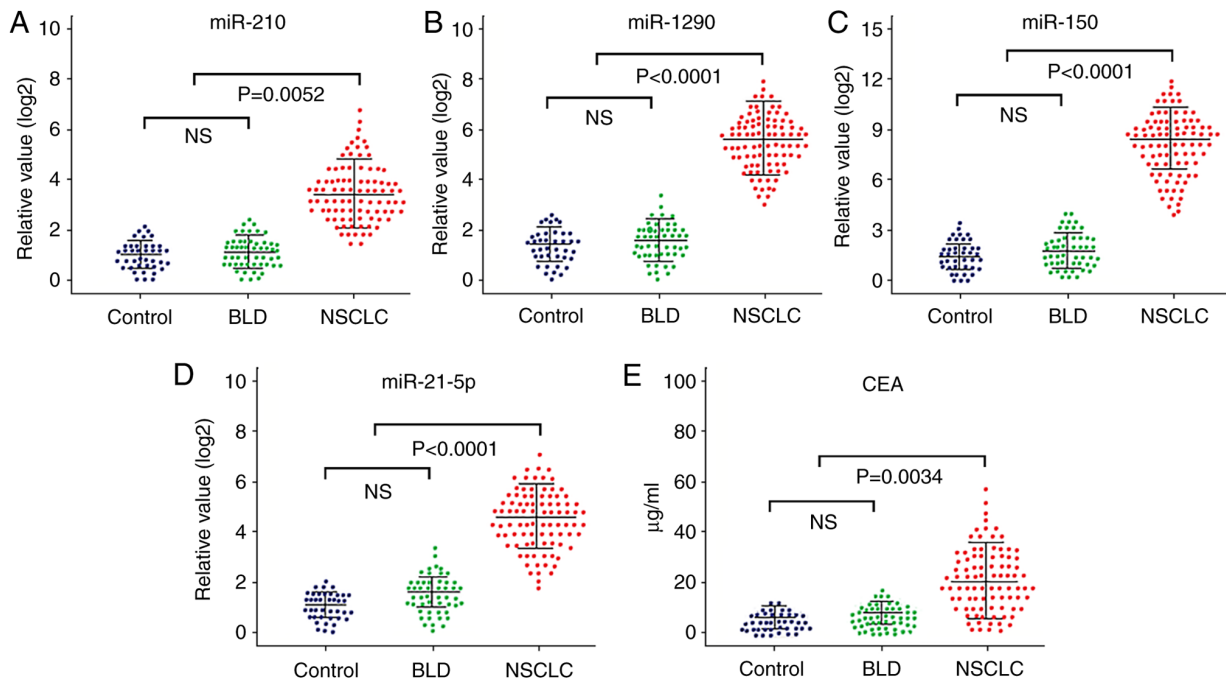 A
miR-210
Relative value (log2)
10
8
6
4
2
0
P=0.0052
NS
Control BLD NSCLC
B
miR-1290
Relative value (log2)
10
8
6
4
2
0
P<0.0001
NS
Control BLD NSCLC
C
miR-150
Relative value (log2)
15
12
9
6
3
0
P<0.0001
NS
Control BLD NSCLC
D
miR-21-5p
Relative value (log2)
10
8
6
4
2
0
P<0.0001
NS
Control BLD NSCLC
E
CEA
μg/ml
100
80
60
40
20
0
P=0.0034
NS
Control BLD NSCLC